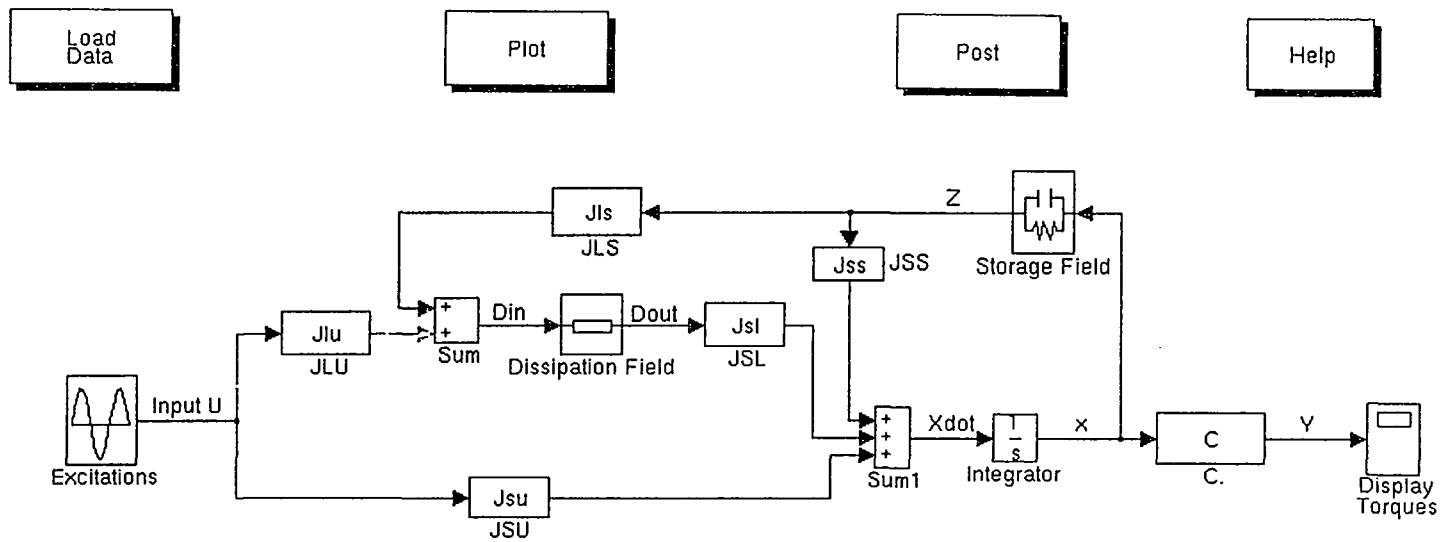 Load
Data
Plot
Post
Help
Jls
JLS
Z
Jss
JSS
Storage Field
Jlu
JLU
+
+
Sum
Din
Dissipation Field
Dout
Jsl
JSL
Input U
Excitations
Jsu
JSU
+
+
+
Sum1
Xdot
1
s
Integrator
X
C
C.
Y
Display
Torques